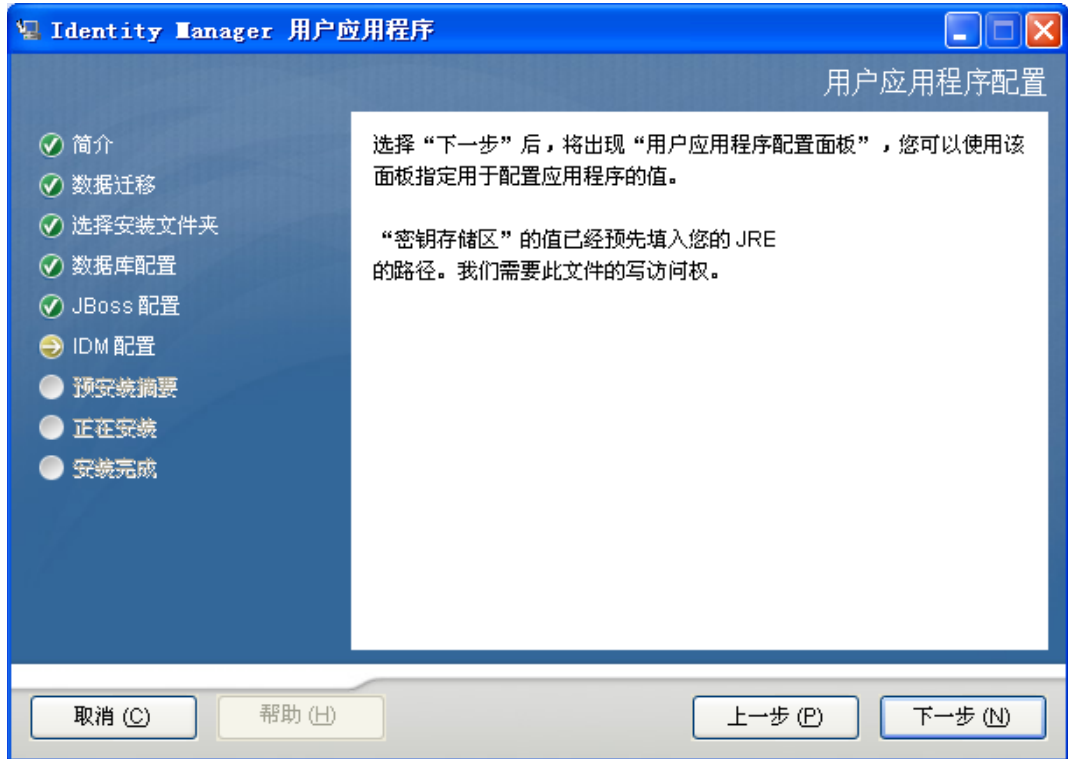 Identity Manager 用户应用程序
用户应用程序配置
简介
数据迁移
选择安装文件夹
数据库配置
JBoss 配置
IDM 配置
预安装摘要
正在安装
安装完成
选择“下一步”后，将出现“用户应用程序配置面板”，您可以使用该
面板指定用于配置应用程序的值。
“密钥存储区”的值已经预先填入您的 JRE
的路径。我们需要此文件的写访问权。
取消 (C)
帮助 (H)
上一步 (P)
下一步 (N)